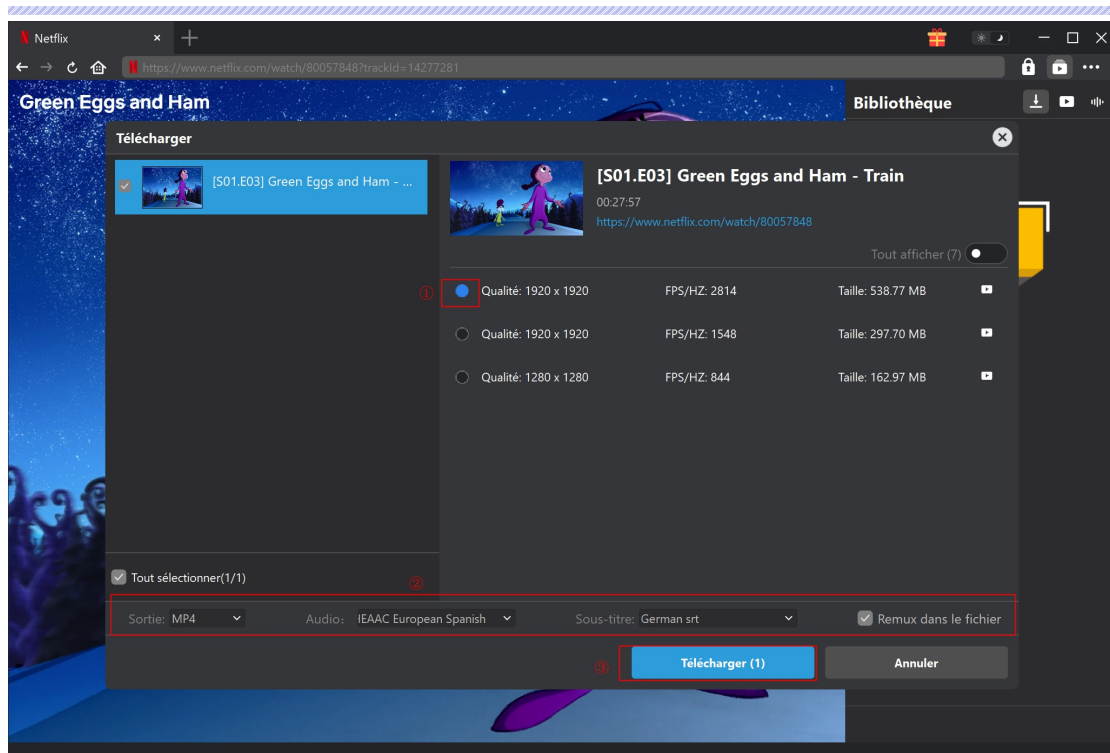 Netflix
https://www.netflix.com/watch/80057848?trackId=14277281
Green Eggs and Ham
Bibliothèque
Télécharger
[S01.E03] Green Eggs and Ham - ...
[S01.E03] Green Eggs and Ham - Train
00:27:57
https://www.netflix.com/watch/80057848
Tout afficher (7)
① Qualité: 1920 x 1920 FPS/HZ: 2814 Taille: 538.77 MB
Qualité: 1920 x 1920 FPS/HZ: 1548 Taille: 297.70 MB
Qualité: 1280 x 1280 FPS/HZ: 844 Taille: 162.97 MB
Tout sélectionner(1/1)
②
Sortie: MP4 Audio: IEAAC European Spanish Sous-titre: German srt Remux dans le fichier
③ Télécharger (1) Annuler